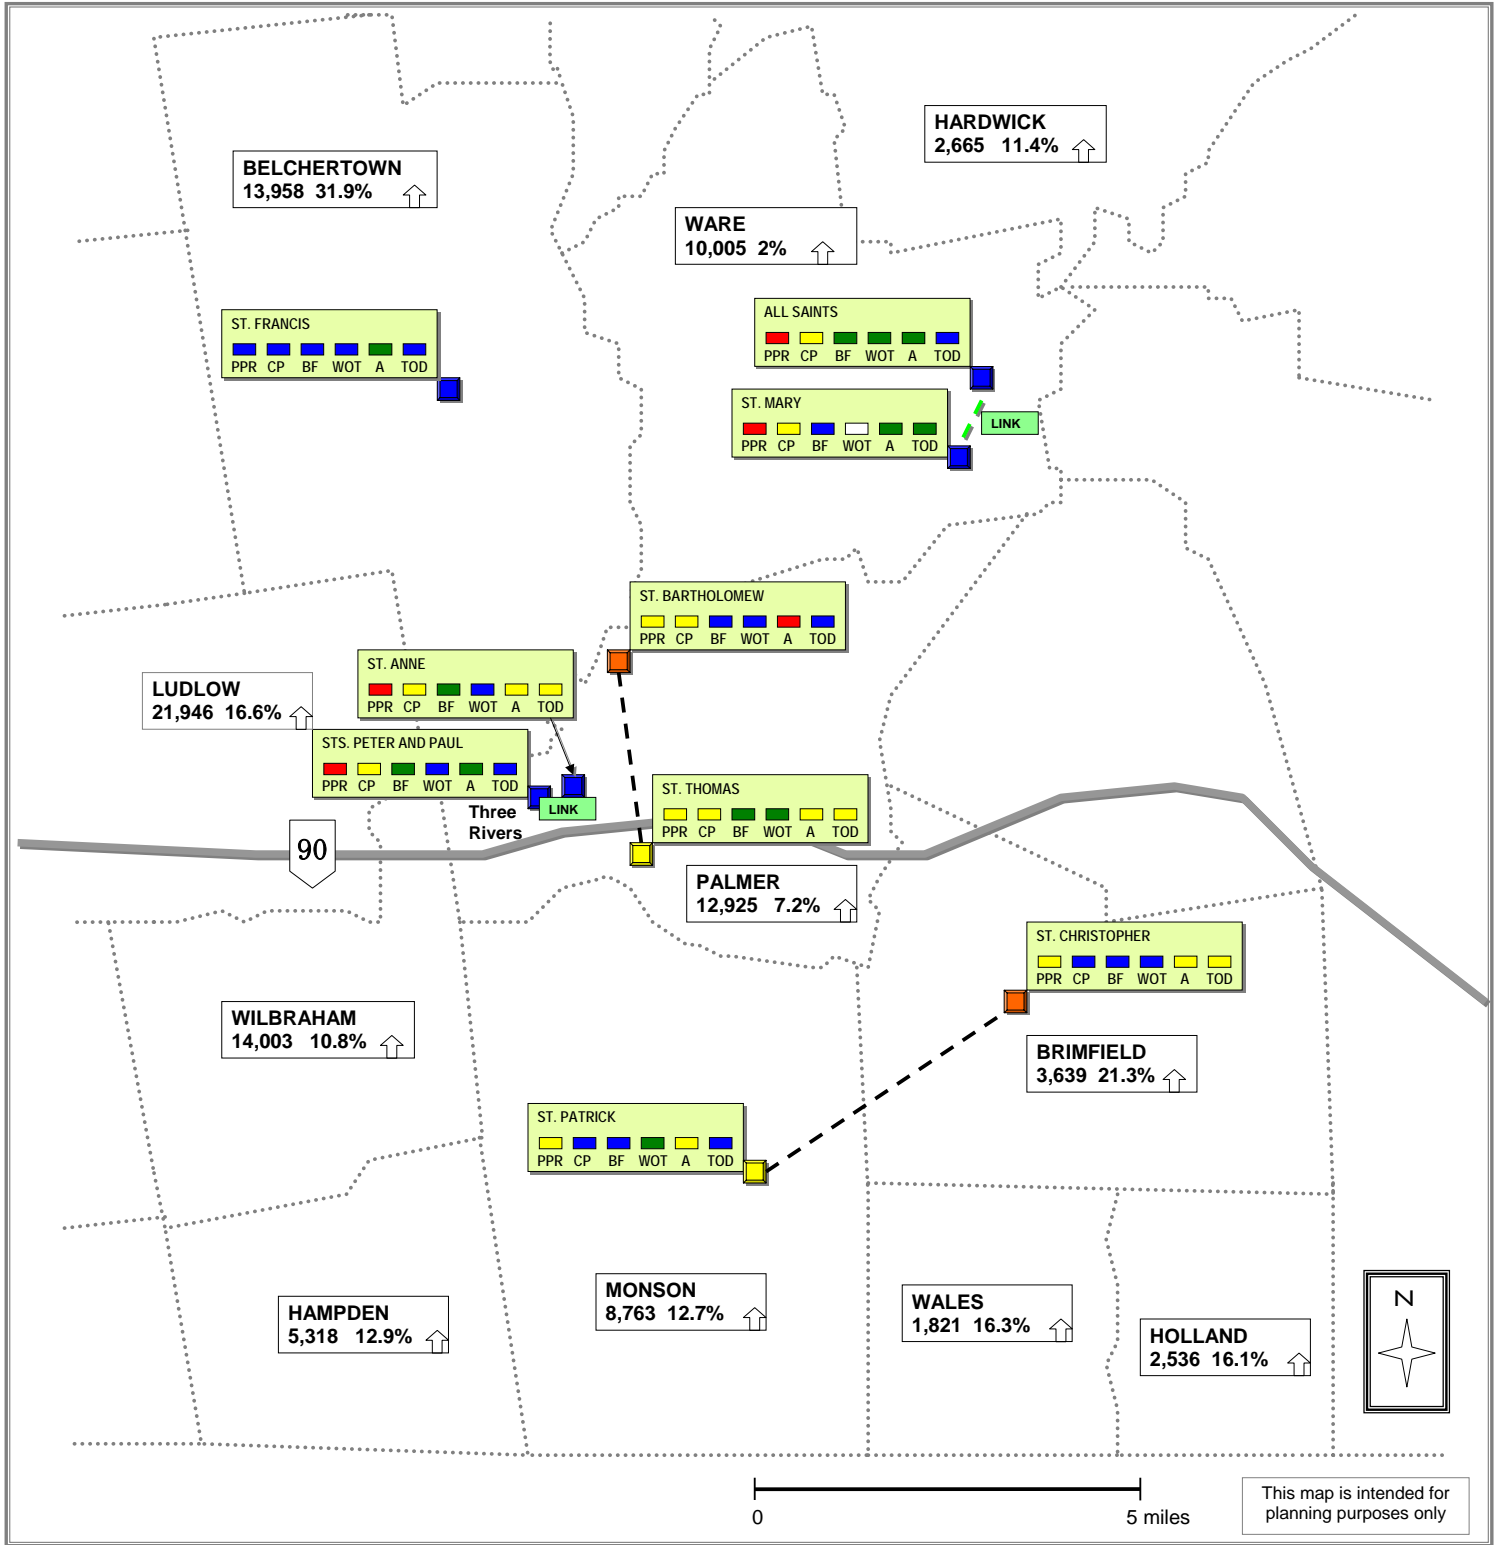 HARDWICK
2,665 11.4%
BELCHERTOWN
13,958 31.9%
WARE
10,005 2%
ST. FRANCIS
PPR CP BF WOT A TOD
ALL SAINTS
PPR CP BF WOT A TOD
ST. MARY
PPR CP BF WOT A TOD
LINK
ST. BARTHOLOMEW
PPR CP BF WOT A TOD
ST. ANNE
PPR CP BF WOT A TOD
LUDLOW
21,946 16.6%
STS. PETER AND PAUL
PPR CP BF WOT A TOD
LINK
Three
Rivers
ST. THOMAS
PPR CP BF WOT A TOD
90
PALMER
12,925 7.2%
ST. CHRISTOPHER
PPR CP BF WOT A TOD
WILBRAHAM
14,003 10.8%
BRIMFIELD
3,639 21.3%
ST. PATRICK
PPR CP BF WOT A TOD
MONSON
8,763 12.7%
WALES
1,821 16.3%
HAMPDEN
5,318 12.9%
HOLLAND
2,536 16.1%
N
0 5 miles
This map is intended for
planning purposes only